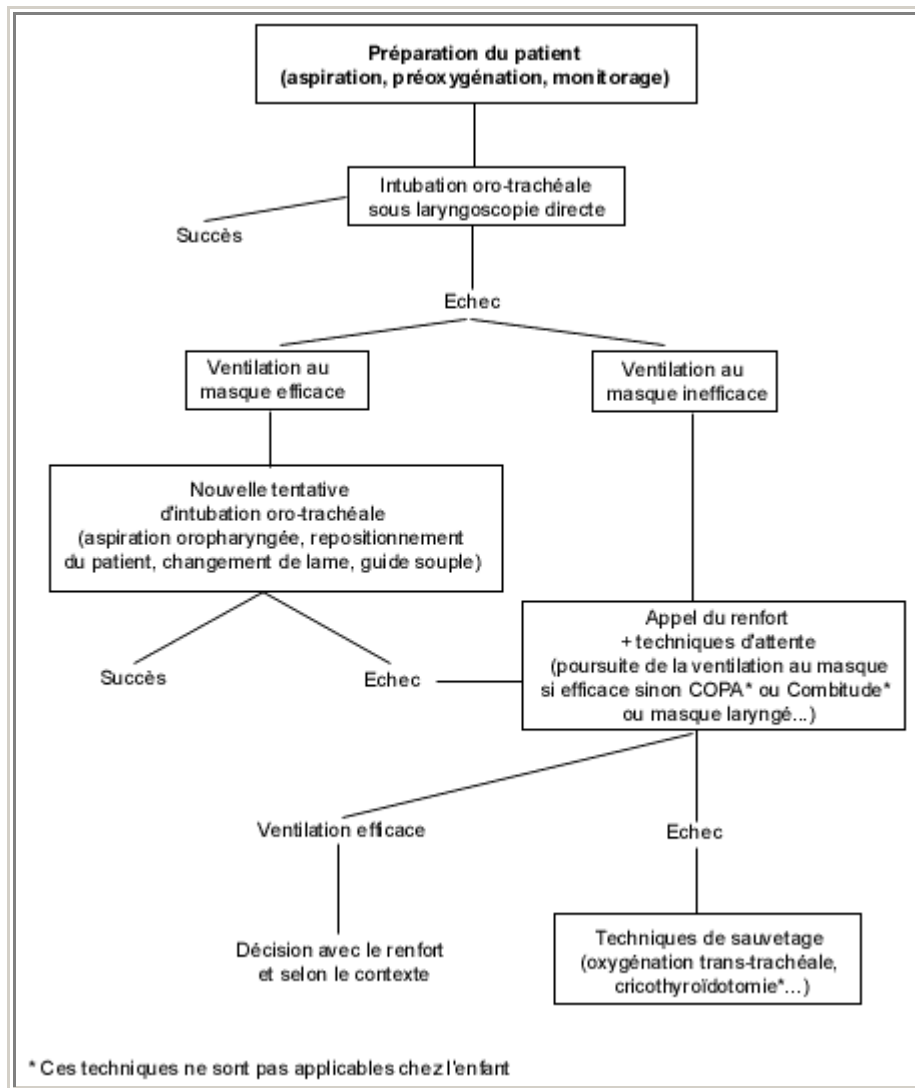 Préparation du patient
(aspiration, préoxygénation, monitorage)
Intubation oro-trachéale
sous laryngoscopie directe
Succès
Echec
Ventilation au
masque efficace
Ventilation au
masque inefficace
Nouvelle tentative
d'intubation oro-trachéale
(aspiration oropharyngée, repositionnement
du patient, changement de lame, guide souple)
Succès
Echec
Appel du renfort
+ techniques d'attente
(poursuite de la ventilation au masque
si efficace sinon COPA* ou Combitude*
ou masque laryngé...)
Ventilation efficace
Echec
Décision avec le renfort
et selon le contexte
Techniques de sauvetage
(oxygénation trans-trachéale,
cricothyroïdotomie*...)
* Ces techniques ne sont pas applicables chez l'enfant